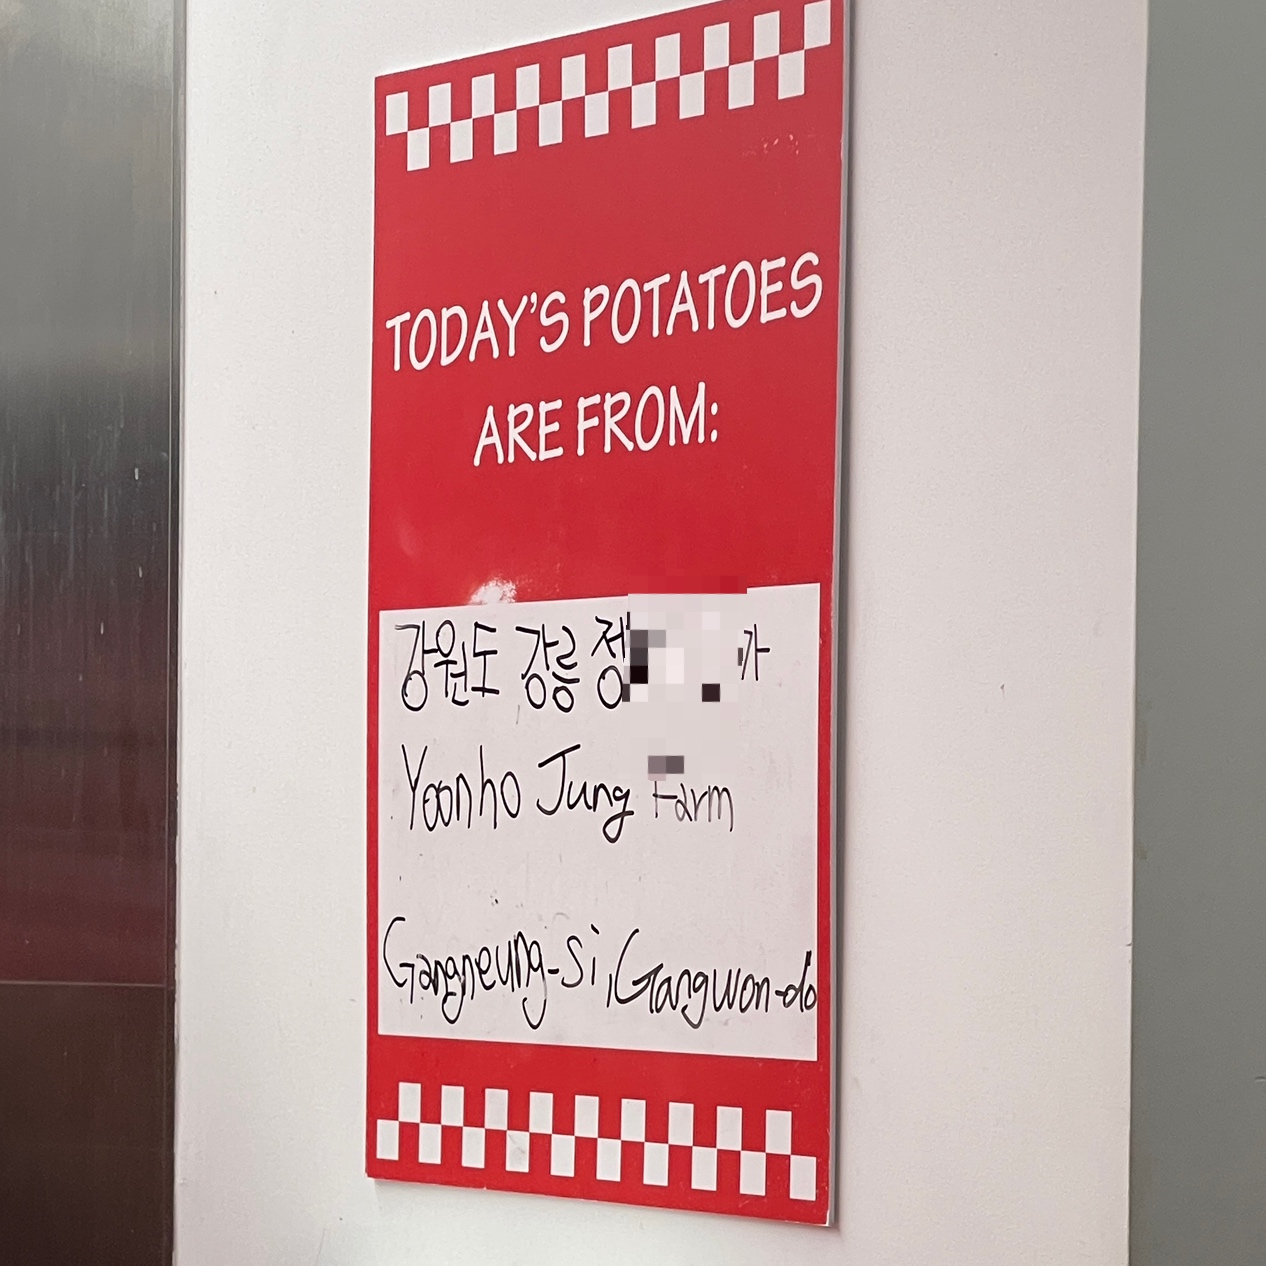 TODAY'S POTATOES
ARE FROM:
강원도 강릉
Yoonho Jung Farm
Gangneung-si, Gangwon-do